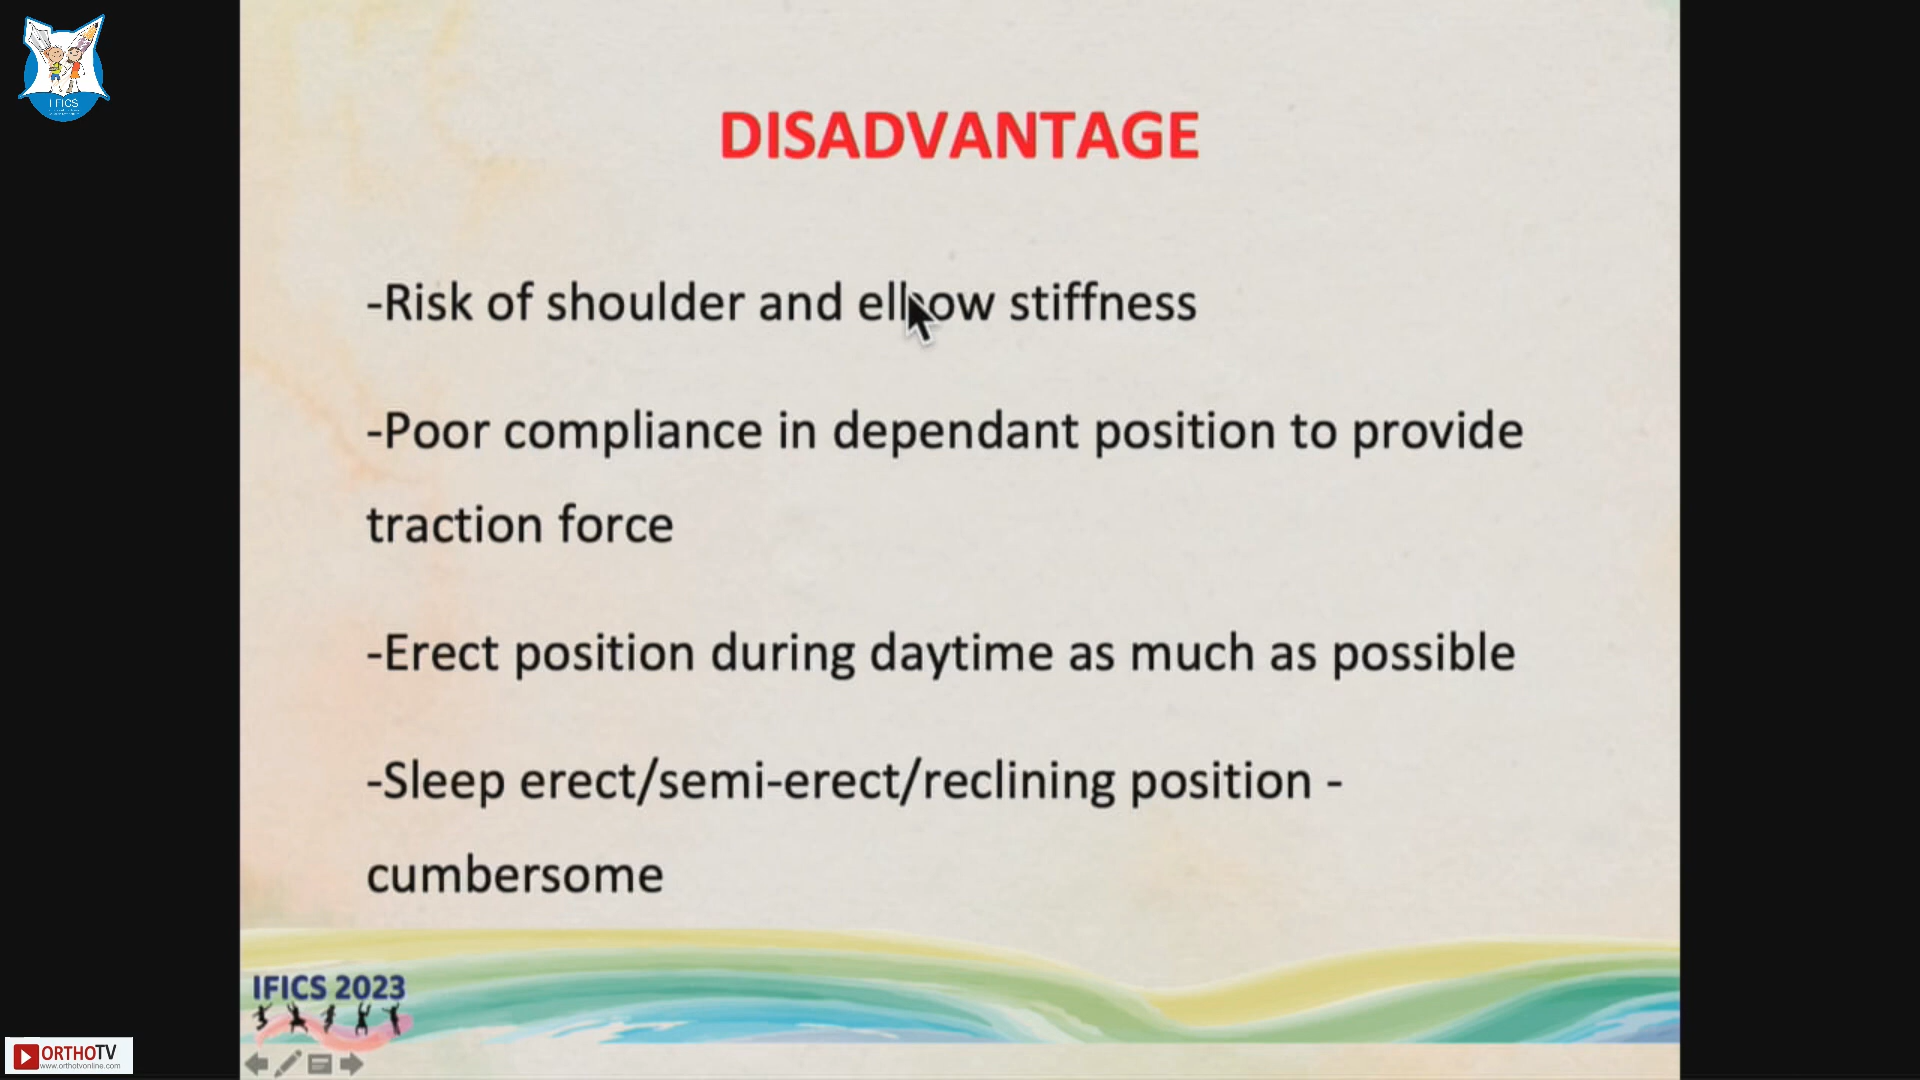 I FICS
DISADVANTAGE
-Risk of shoulder and elbow stiffness
-Poor compliance in dependant position to provide
traction force
-Erect position during daytime as much as possible
-Sleep erect/semi-erect/reclining position -
cumbersome
IFICS 2023
ORTHOTV
www.orthotvonline.com